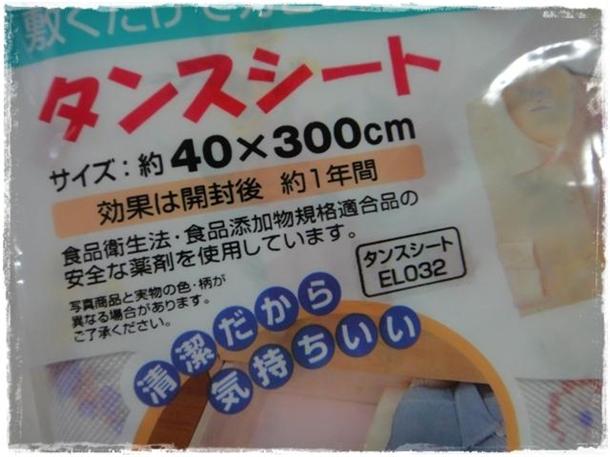 敷くだけで
タンスシート
サイズ：約40×300cm
効果は開封後 約1年間
食品衛生法・食品添加物規格適合品の
安全な薬剤を使用しています。
タンスシート
EL032
写真商品と実物の色・柄が
異なる場合があります。
ご了承ください。
清潔だから
気持ちいい